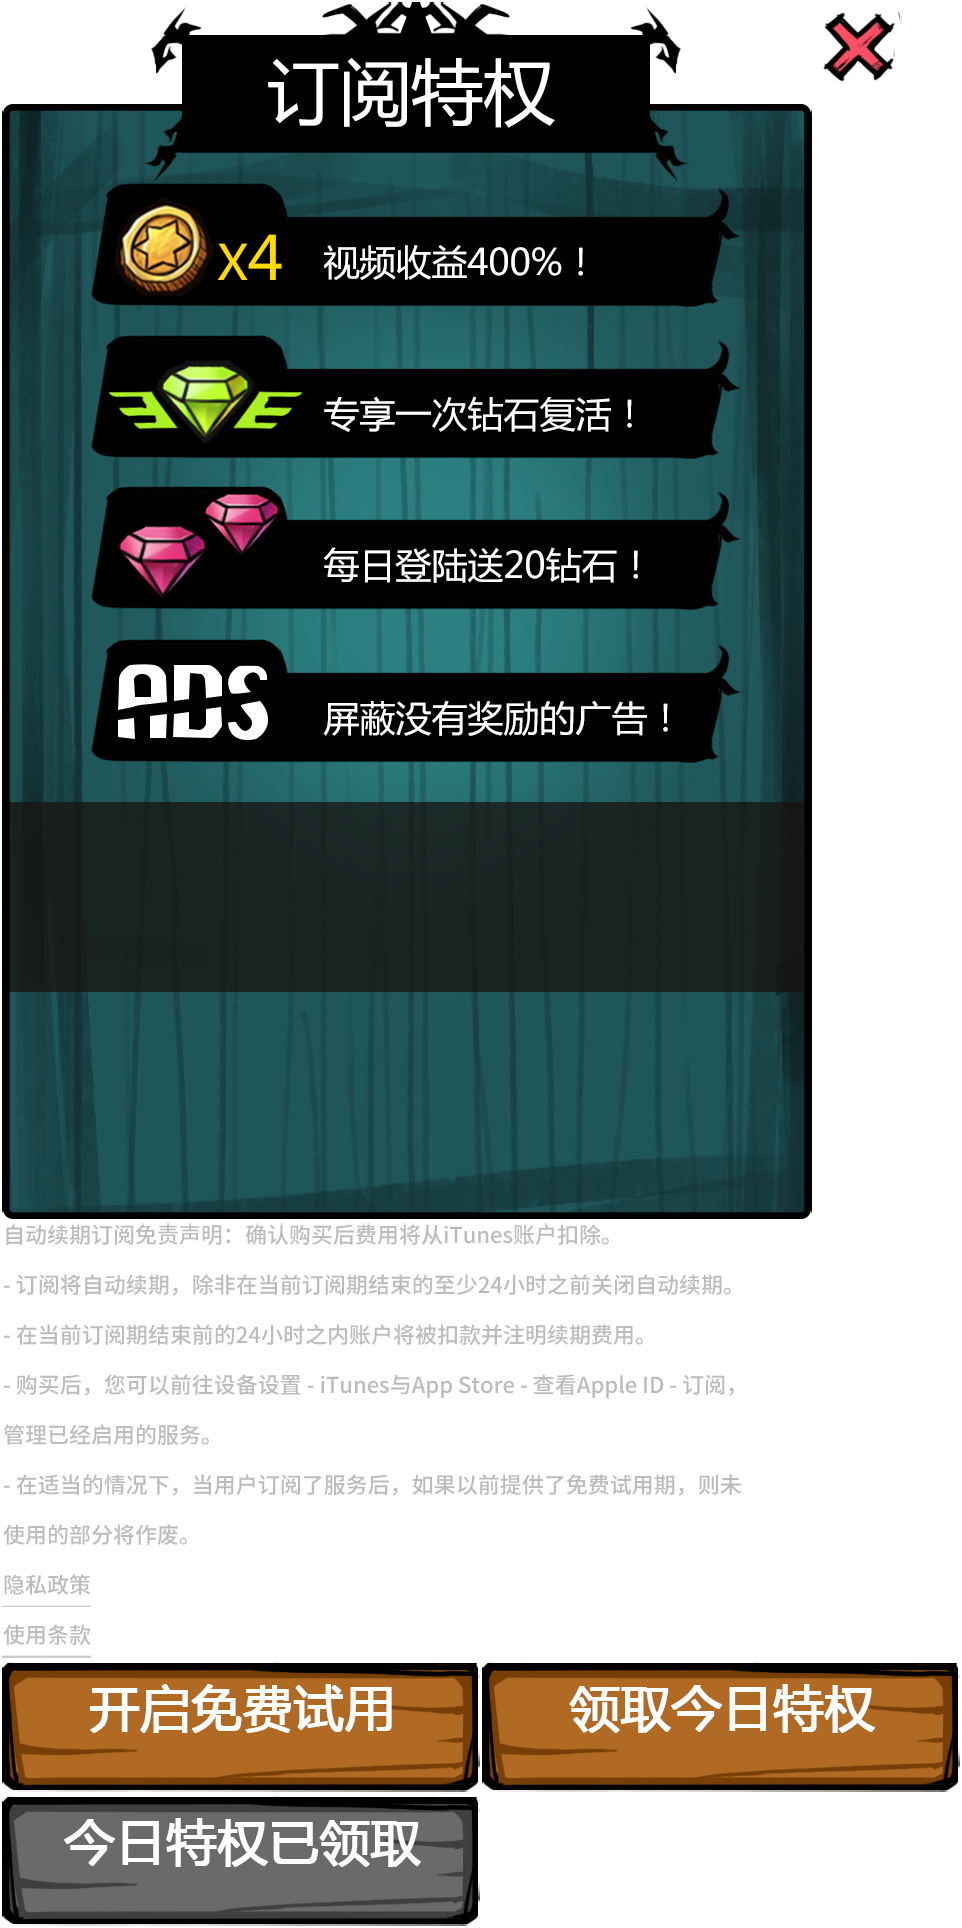 订阅特权
X4
视频收益400%！
专享一次钻石复活！
每日登陆送20钻石！
ADS
屏蔽没有奖励的广告！
自动续期订阅免责声明：确认购买后费用将从iTunes账户扣除。
- 订阅将自动续期，除非在当前订阅期结束的至少24小时之前关闭自动续期。
- 在当前订阅期结束前的24小时之内账户将被扣款并注明续期费用。
- 购买后，您可以前往设备设置 - iTunes与App Store - 查看Apple ID - 订阅，
管理已经启用的服务。
- 在适当的情况下，当用户订阅了服务后，如果以前提供了免费试用期，则未
使用的部分将作废。
隐私政策
使用条款
开启免费试用
领取今日特权
今日特权已领取